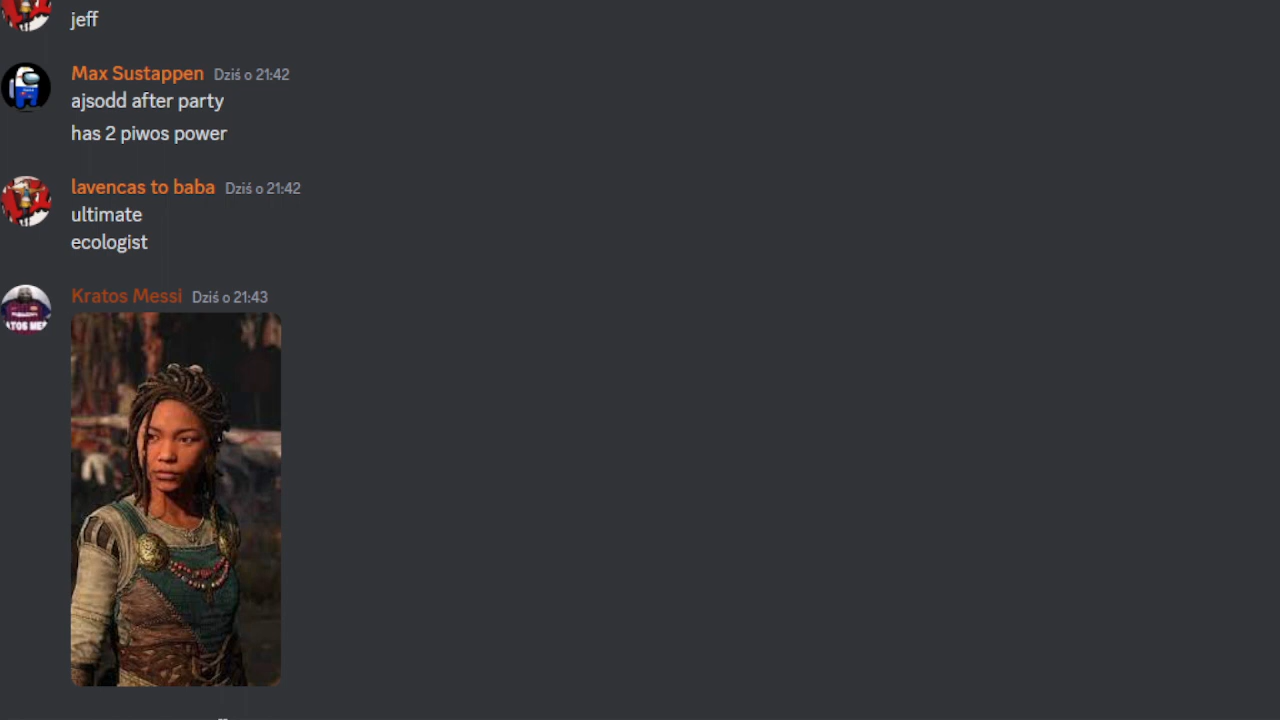 jeff
Max Sustappen Dziś o 21:42
ajsodd after party
has 2 piwos power
lavencas to baba Dziś o 21:42
ultimate
ecologist
Kratos Messi Dziś o 21:43